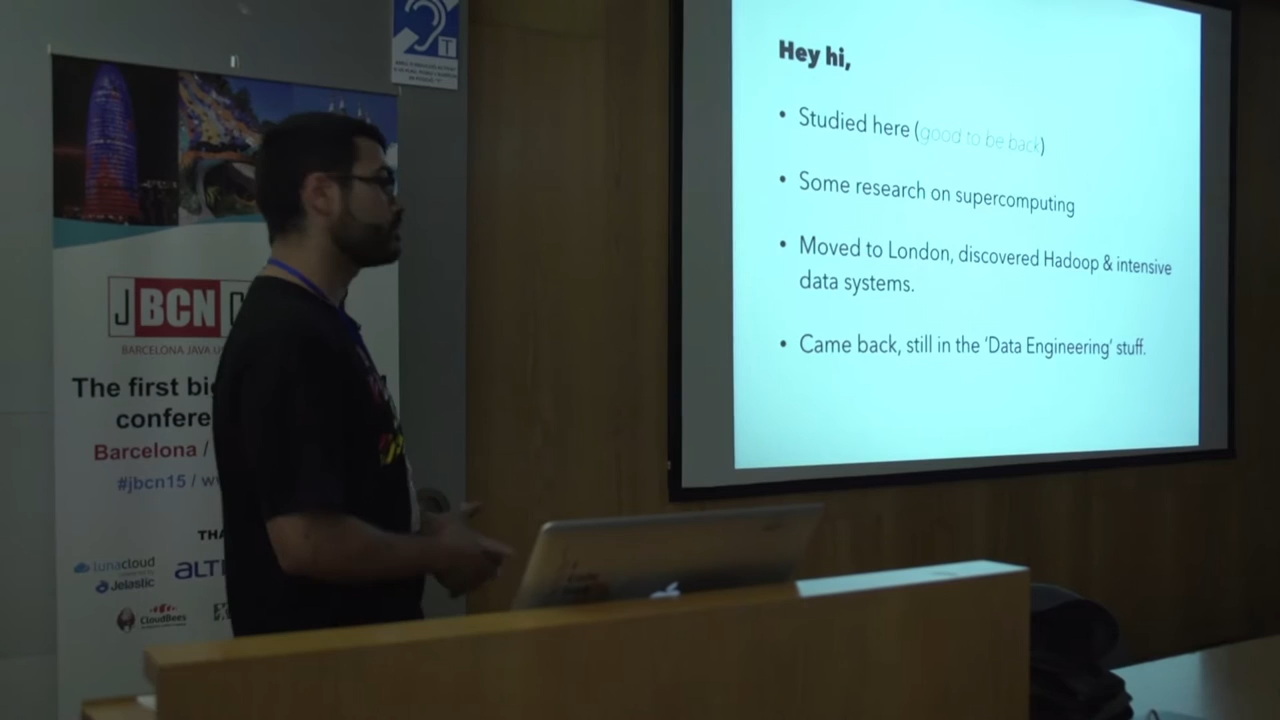 T
JBCN C
BARCELONA JAVA U
The first bi
confere
Barcelona /
#jbcn15 / w
THA
lunacloud
Jelastic
ALTI
CloudBees
Hey hi,
• Studied here (good to be back)
• Some research on supercomputing
• Moved to London, discovered Hadoop & intensive
data systems.
• Came back, still in the ‘Data Engineering’ stuff.